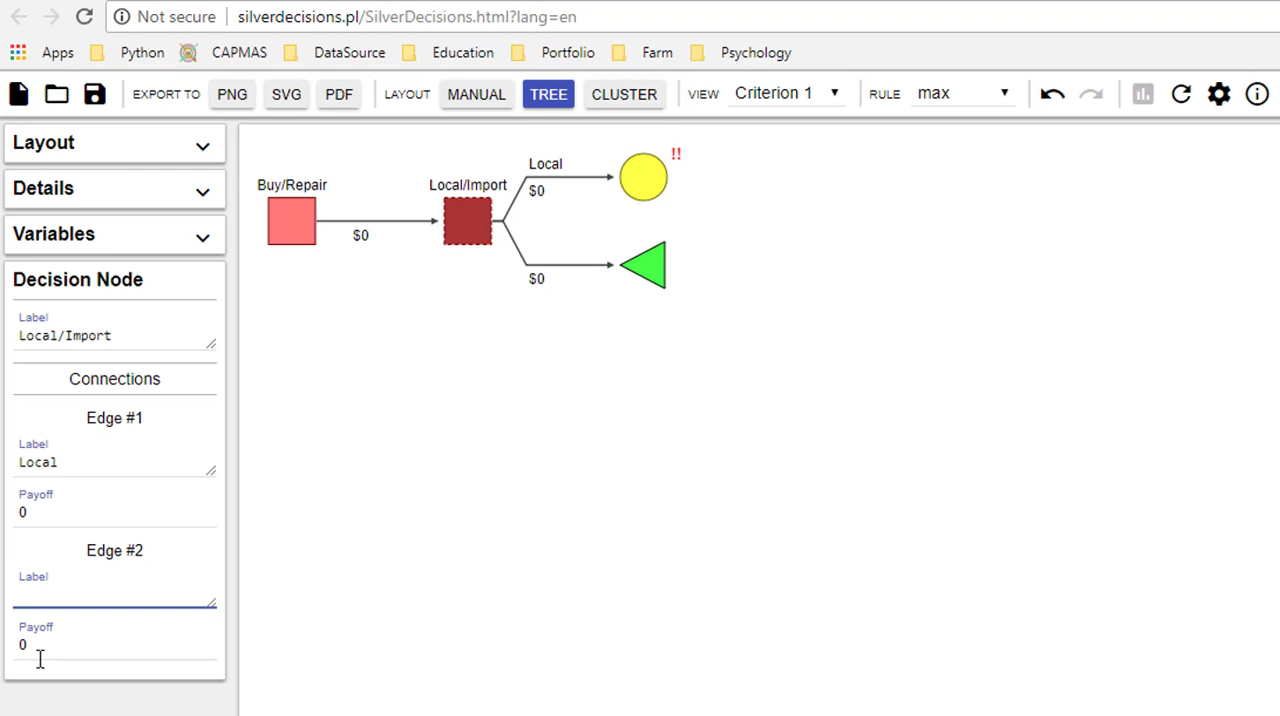 Not secure silverdecisions.pl/SilverDecisions.html?lang=en
Apps Python CAPMAS DataSource Education Portfolio Farm Psychology
EXPORT TO PNG SVG PDF LAYOUT MANUAL TREE CLUSTER VIEW Criterion 1 RULE max
Layout
Details
Variables
Decision Node
Label
Local/Import
Connections
Edge #1
Label
Local
Payoff
0
Edge #2
Label
Payoff
0
Buy/Repair
$0
Local/Import
Local
$0
!!
$0